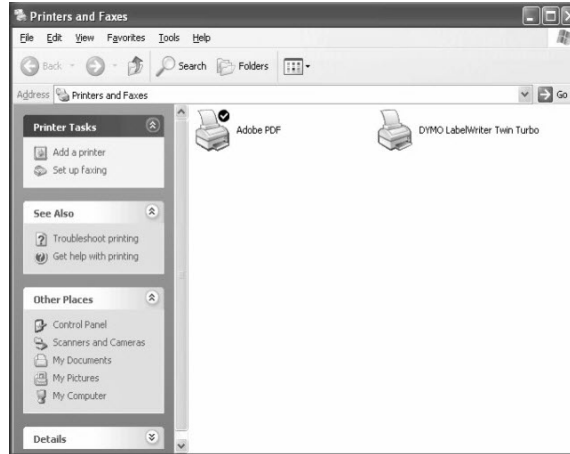 Printers and Faxes
File Edit View Favorites Tools Help
Back Search Folders
Address Printers and Faxes Go
Printer Tasks
Add a printer
Set up faxing
See Also
Troubleshoot printing
Get help with printing
Other Places
Control Panel
Scanners and Cameras
My Documents
My Pictures
My Computer
Details
Adobe PDF
DYMO LabelWriter Twin Turbo